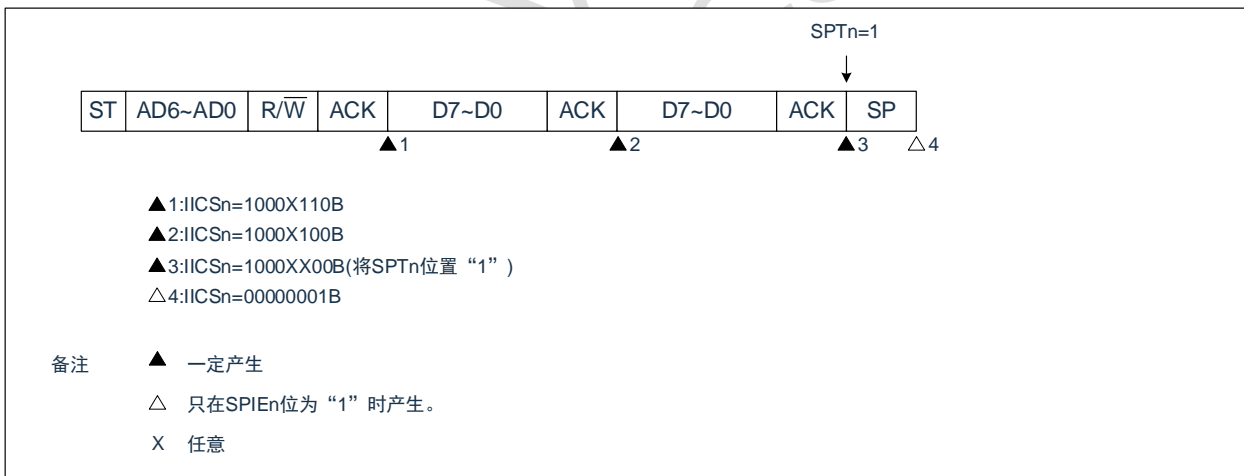 SPTn=1
ST AD6~AD0 R/W̅ ACK D7~D0 ACK D7~D0 ACK SP
▲1 ▲2 ▲3 △4
▲1:IICSn=1000X110B
▲2:IICSn=1000X100B
▲3:IICSn=1000XX00B(将SPTn位置“1”)
△4:IICSn=00000001B
备注 ▲ 一定产生
△ 只在SPIEn位为“1”时产生。
X 任意